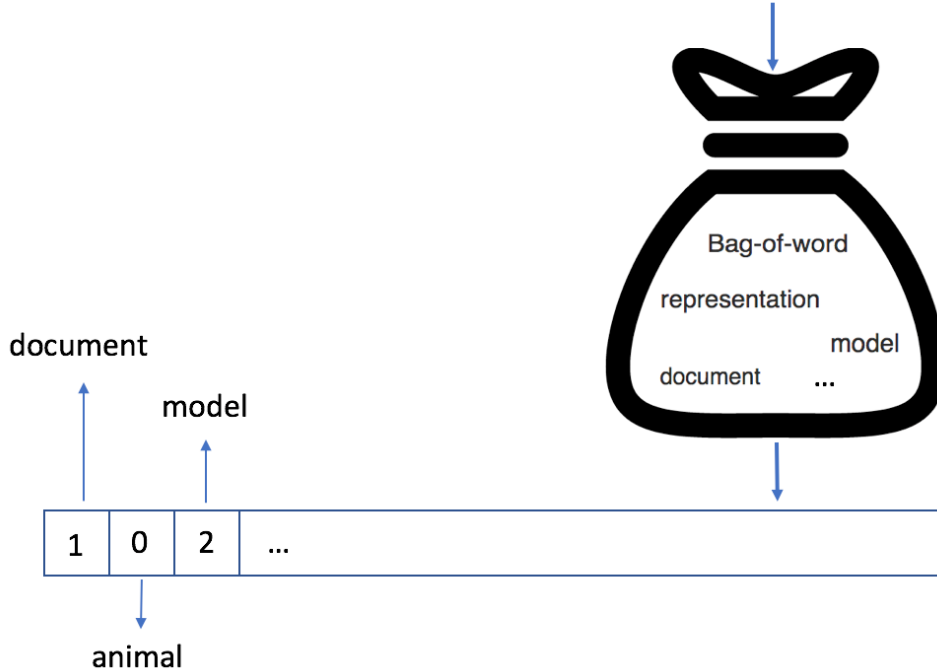 Bag-of-word
representation
model
document ...
document
model
1 0 2 ...
animal